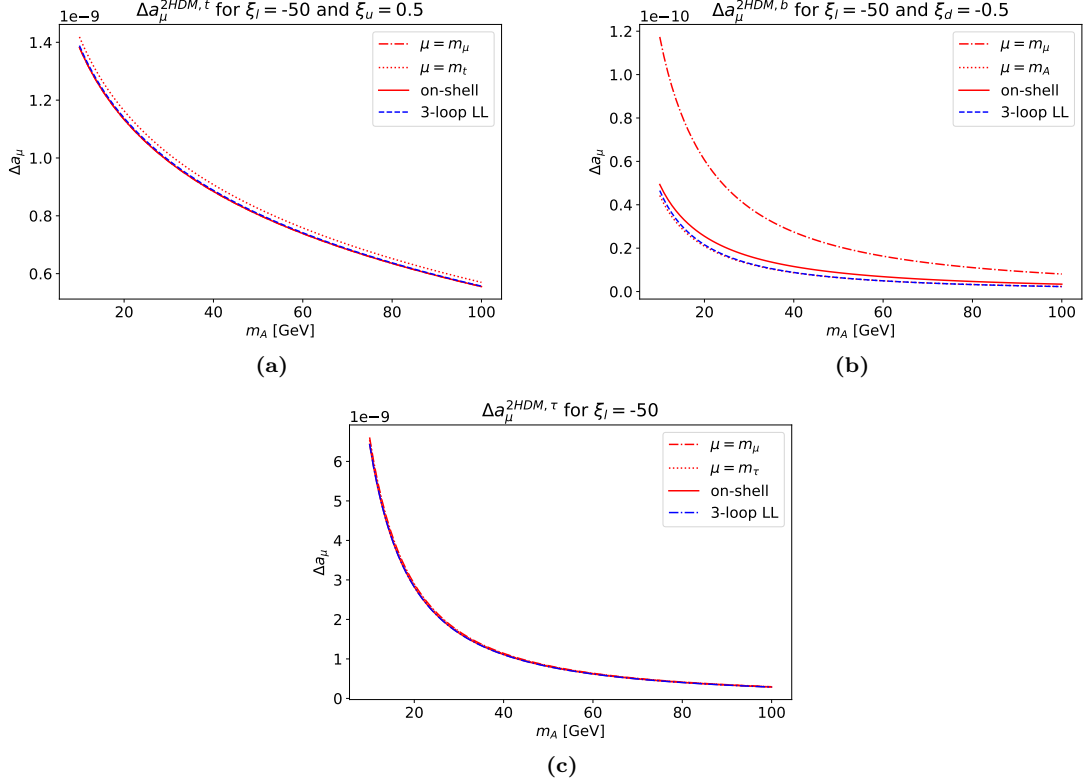 Δa_μ^{2HDM, t} for ξ_l = -50 and ξ_u = 0.5
1e−9
1.4
1.2
1.0
0.8
0.6
Δa_μ
20
40
60
80
100
m_A [GeV]
μ = m_μ
μ = m_t
on-shell
3-loop LL
(a)
Δa_μ^{2HDM, b} for ξ_l = -50 and ξ_d = -0.5
1e−10
1.2
1.0
0.8
0.6
0.4
0.2
0.0
Δa_μ
20
40
60
80
100
m_A [GeV]
μ = m_μ
μ = m_A
on-shell
3-loop LL
(b)
Δa_μ^{2HDM, τ} for ξ_l = -50
1e−9
6
5
4
3
2
1
0
Δa_μ
20
40
60
80
100
m_A [GeV]
μ = m_μ
μ = m_τ
on-shell
3-loop LL
(c)